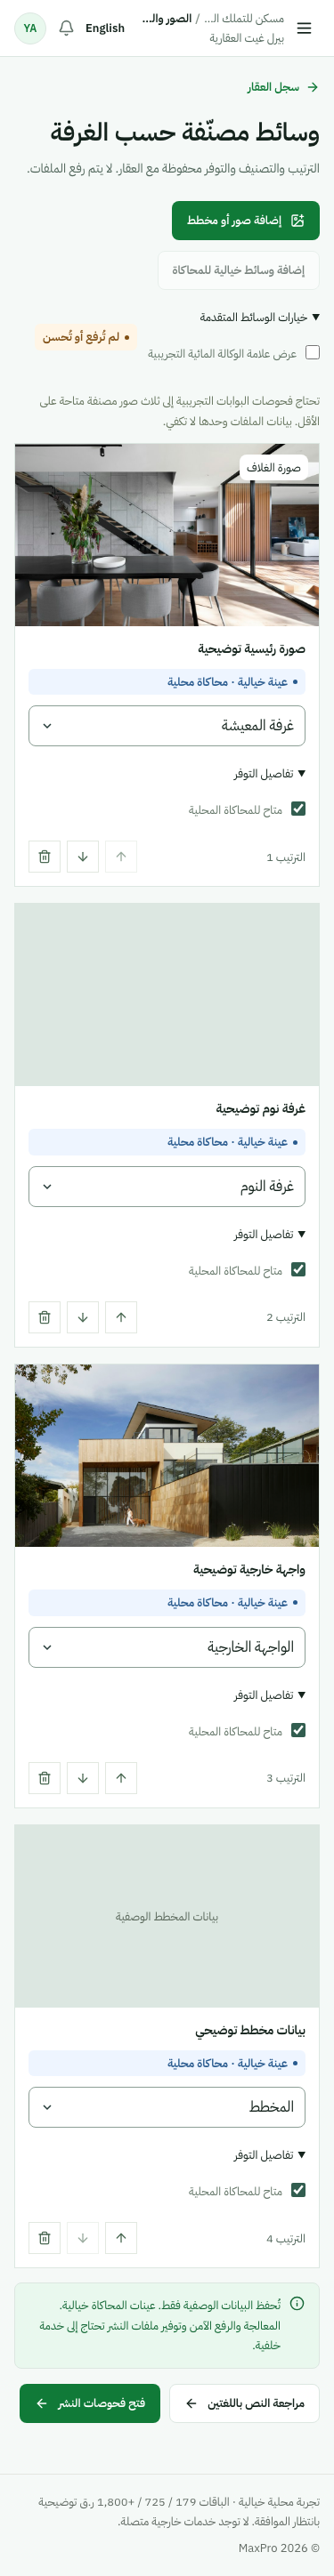 مسكن للتملك ال... / الصور وال...
English
YA
بيرل غيت العقارية
سجل العقار
وسائط مصنّفة حسب الغرفة
الترتيب والتصنيف والتوفر محفوظة مع العقار. لا يتم رفع الملفات.
إضافة صور أو مخطط
إضافة وسائط خيالية للمحاكاة
خيارات الوسائط المتقدمة
عرض علامة الوكالة المائية التجريبية
لم تُرفع أو تُحسن
تحتاج فحوصات البوابات التجريبية إلى ثلاث صور مصنفة متاحة على
الأقل. بيانات الملفات وحدها لا تكفي.
صورة الغلاف
صورة رئيسية توضيحية
عينة خيالية · محاكاة محلية
غرفة المعيشة
تفاصيل التوفر
متاح للمحاكاة المحلية
الترتيب 1
غرفة نوم توضيحية
عينة خيالية · محاكاة محلية
غرفة النوم
تفاصيل التوفر
متاح للمحاكاة المحلية
الترتيب 2
واجهة خارجية توضيحية
عينة خيالية · محاكاة محلية
الواجهة الخارجية
تفاصيل التوفر
متاح للمحاكاة المحلية
الترتيب 3
بيانات المخطط الوصفية
بيانات مخطط توضيحي
عينة خيالية · محاكاة محلية
المخطط
تفاصيل التوفر
متاح للمحاكاة المحلية
الترتيب 4
تُحفظ البيانات الوصفية فقط. عينات المحاكاة خيالية.
المعالجة والرفع الآمن وتوفير ملفات النشر تحتاج إلى خدمة
خلفية.
مراجعة النص باللغتين
فتح فحوصات النشر
تجربة محلية خيالية · الباقات 179 / 725 / +1,800 ر.ق توضيحية
بانتظار الموافقة. لا توجد خدمات خارجية متصلة.
© 2026 MaxPro